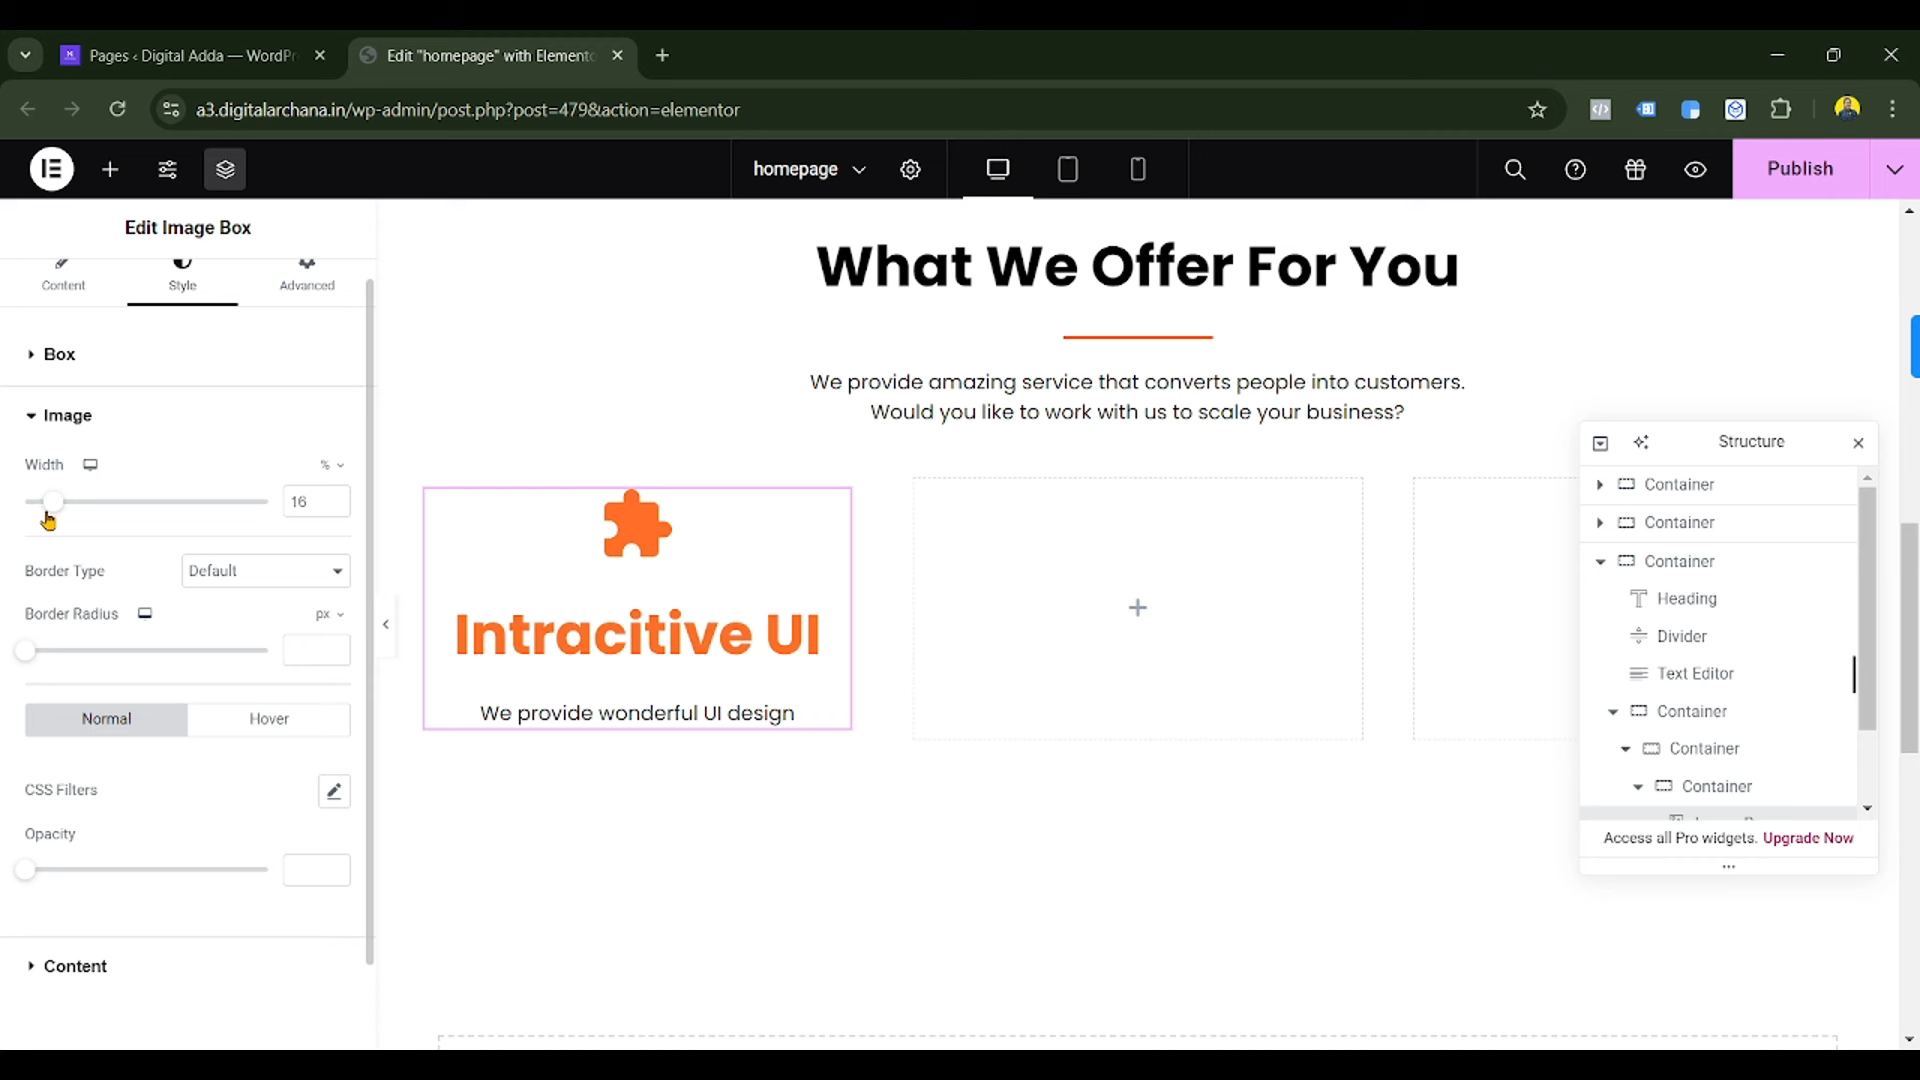 Pages ‹ Digital Adda — WordPr
Edit "homepage" with Elemento
a3.digitalarchana.in/wp-admin/post.php?post=479&action=elementor
homepage
Publish
Edit Image Box
Content
Style
Advanced
Box
Image
Width
%
16
Border Type
Default
Border Radius
px
Normal
Hover
CSS Filters
Opacity
Content
What We Offer For You
We provide amazing service that converts people into customers.
Would you like to work with us to scale your business?
Intracitive UI
We provide wonderful UI design
Structure
Container
Container
Container
Heading
Divider
Text Editor
Container
Container
Container
Access all Pro widgets. Upgrade Now